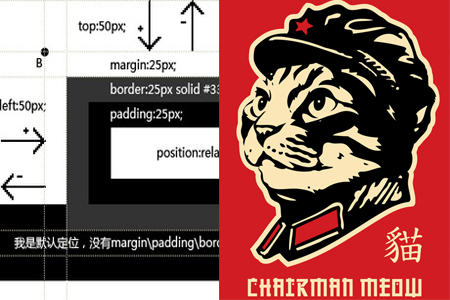 top:50px;
+
-
B
margin:25px;
border:25px solid #33
left:50px;
padding:25px;
+
position:rela
-
我是默认定位，没有margin\padding\bord
貓
CHAIRMAN MEOW